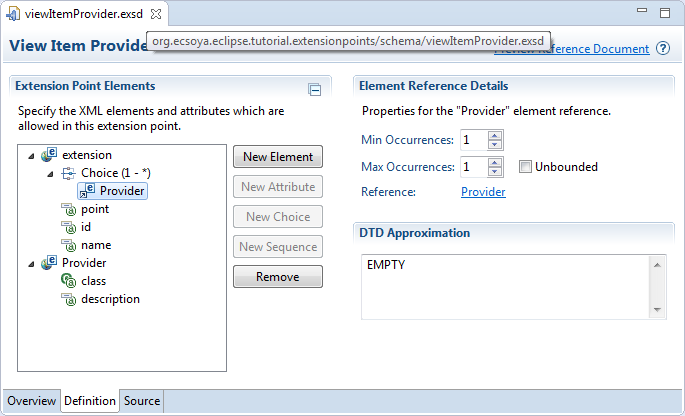 viewItemProvider.exsd
View Item Provid
org.ecsoya.eclipse.tutorial.extensionpoints/schema/viewItemProvider.exsd
Preview Reference Document
Extension Point Elements
Specify the XML elements and attributes which are
allowed in this extension point.
extension
Choice (1 - *)
Provider
point
id
name
Provider
class
description
New Element
New Attribute
New Choice
New Sequence
Remove
Element Reference Details
Properties for the "Provider" element reference.
Min Occurrences: 1
Max Occurrences: 1 Unbounded
Reference: Provider
DTD Approximation
EMPTY
Overview Definition Source